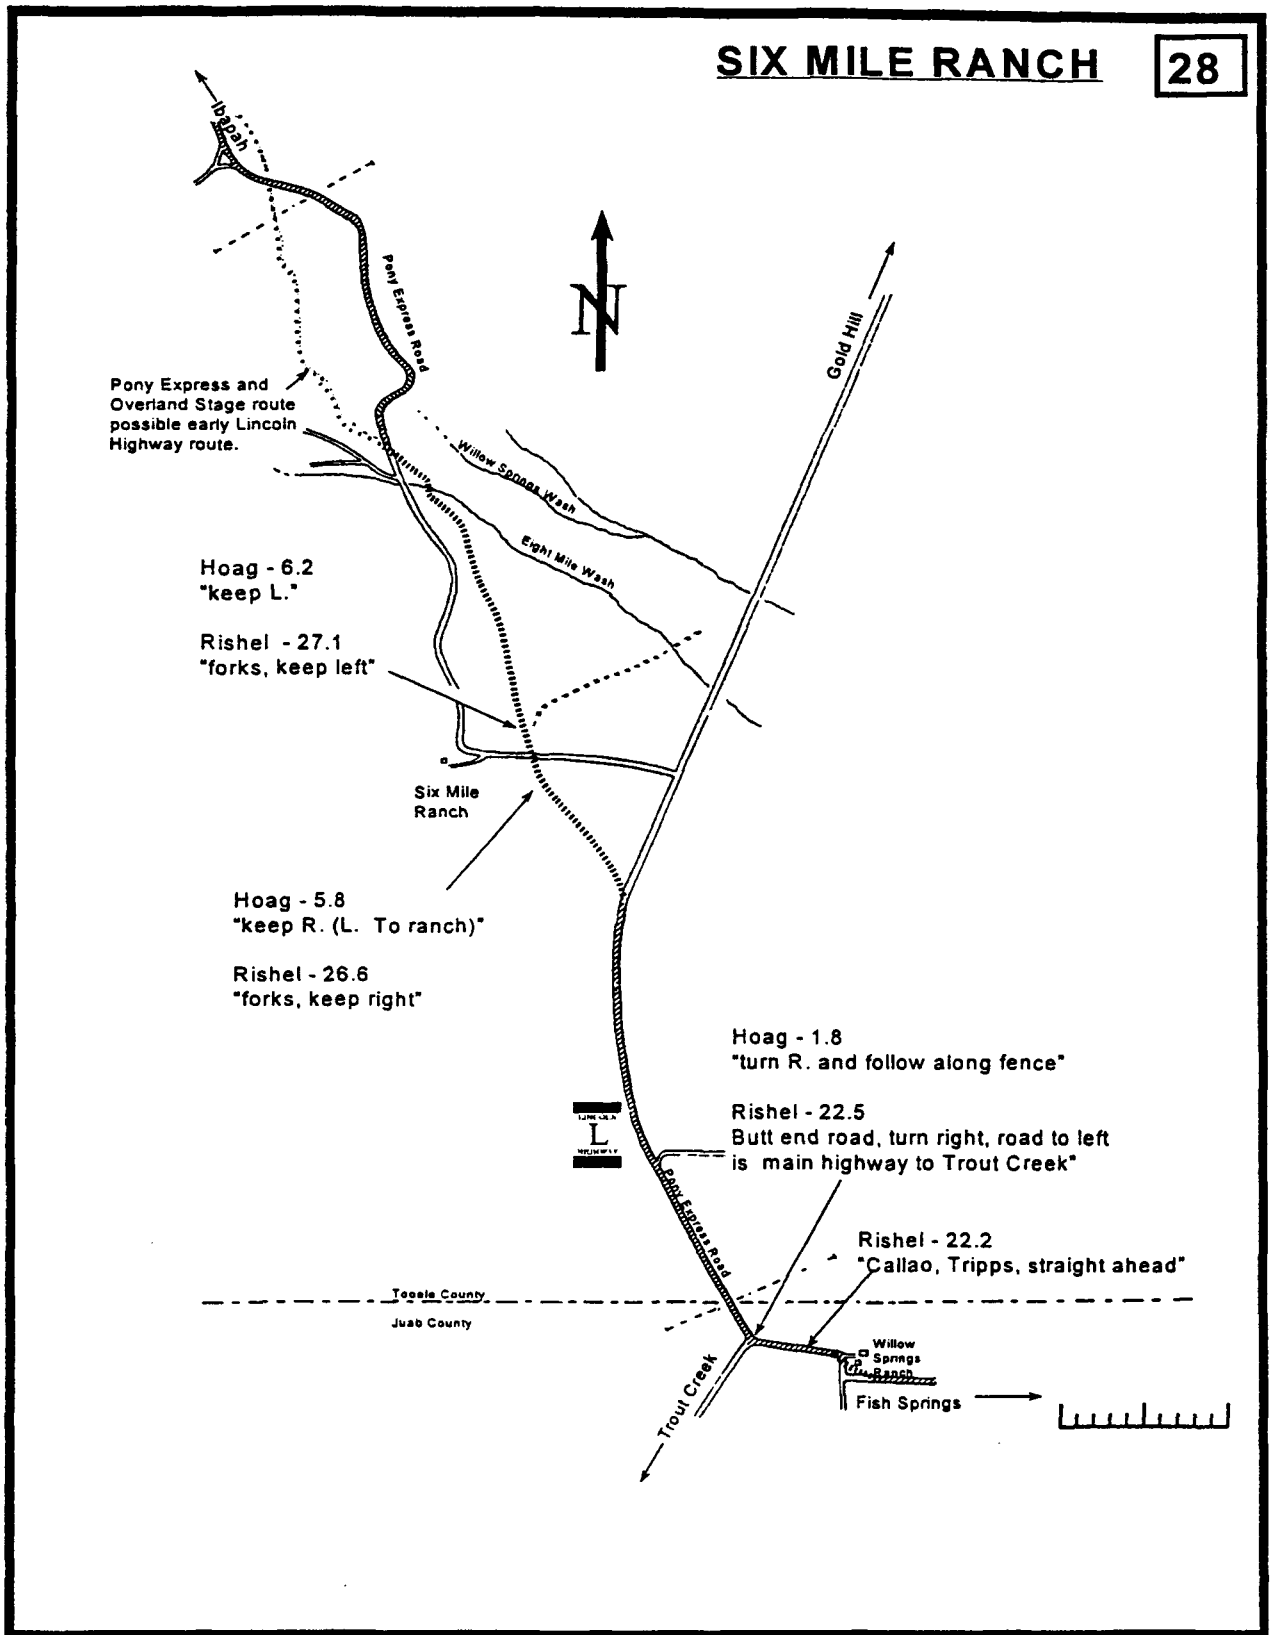 SIX MILE RANCH
28
Ibapah
Pony Express Road
N
Gold Hill
Pony Express and
Overland Stage route
possible early Lincoln
Highway route.
Willow Springs Wash
Eight Mile Wash
Hoag - 6.2
"keep L."
Rishel - 27.1
"forks, keep left"
Six Mile
Ranch
Hoag - 5.8
"keep R. (L. To ranch)"
Rishel - 26.6
"forks, keep right"
Hoag - 1.8
"turn R. and follow along fence"
LINCOLN
L
HIGHWAY
Rishel - 22.5
Butt end road, turn right, road to left
is main highway to Trout Creek"
Pony Express Road
Rishel - 22.2
"Callao, Tripps, straight ahead"
Tooele County
Juab County
Willow
Springs
Ranch
Trout Creek
Fish Springs